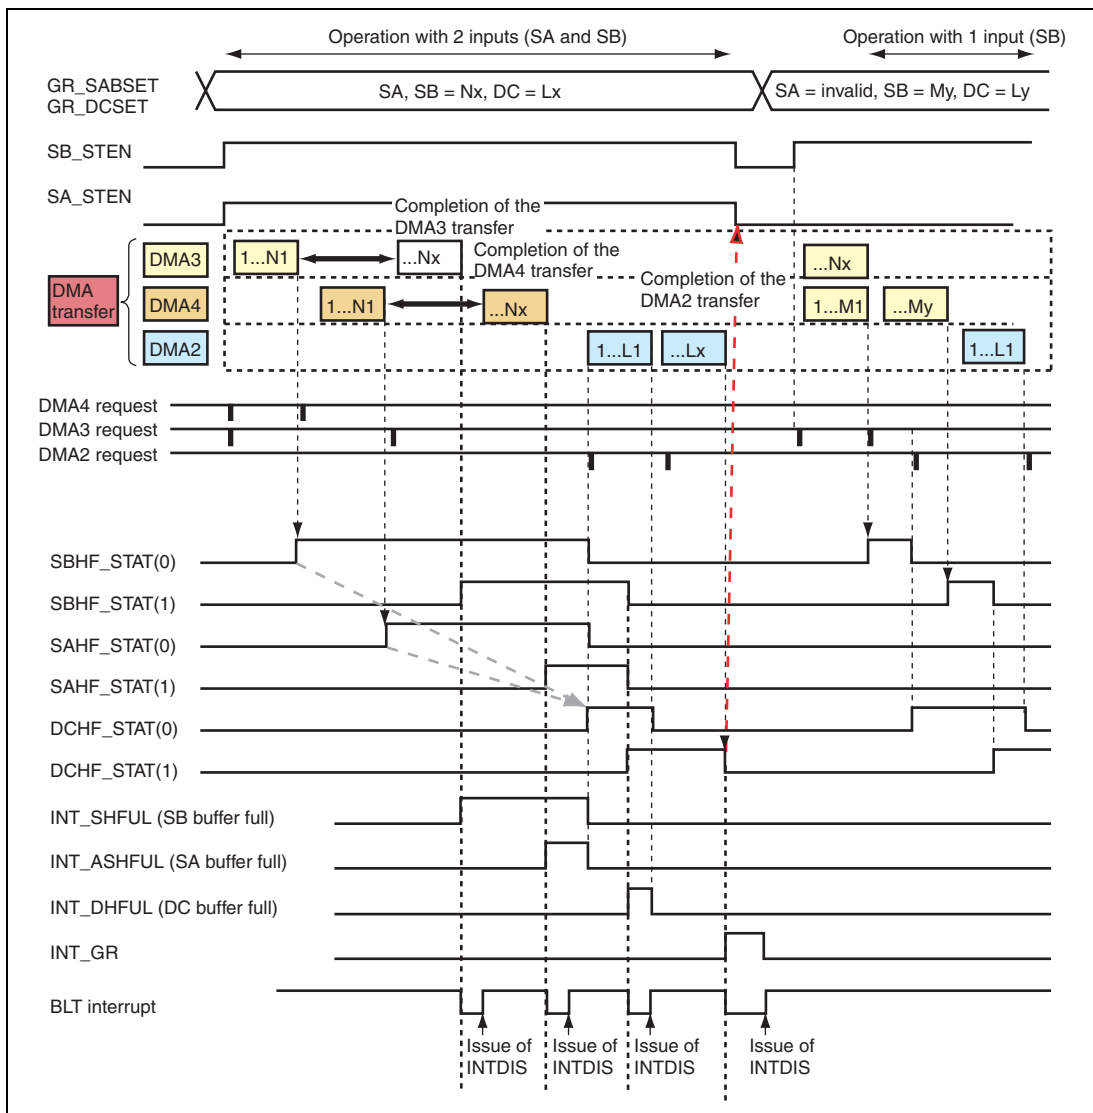 Operation with 2 inputs (SA and SB)
Operation with 1 input (SB)
GR_SABSET
GR_DCSET
SA, SB = Nx, DC = Lx
SA = invalid, SB = My, DC = Ly
SB_STEN
SA_STEN
Completion of the
DMA3 transfer
Completion of the
DMA4 transfer
Completion of the
DMA2 transfer
DMA
transfer
DMA3
1...N1
...Nx
...Nx
DMA4
1...N1
...Nx
1...M1
...My
DMA2
1...L1
...Lx
1...L1
DMA4 request
DMA3 request
DMA2 request
SBHF_STAT(0)
SBHF_STAT(1)
SAHF_STAT(0)
SAHF_STAT(1)
DCHF_STAT(0)
DCHF_STAT(1)
INT_SHFUL (SB buffer full)
INT_ASHFUL (SA buffer full)
INT_DHFUL (DC buffer full)
INT_GR
BLT interrupt
Issue of
INTDIS
Issue of
INTDIS
Issue of
INTDIS
Issue of
INTDIS